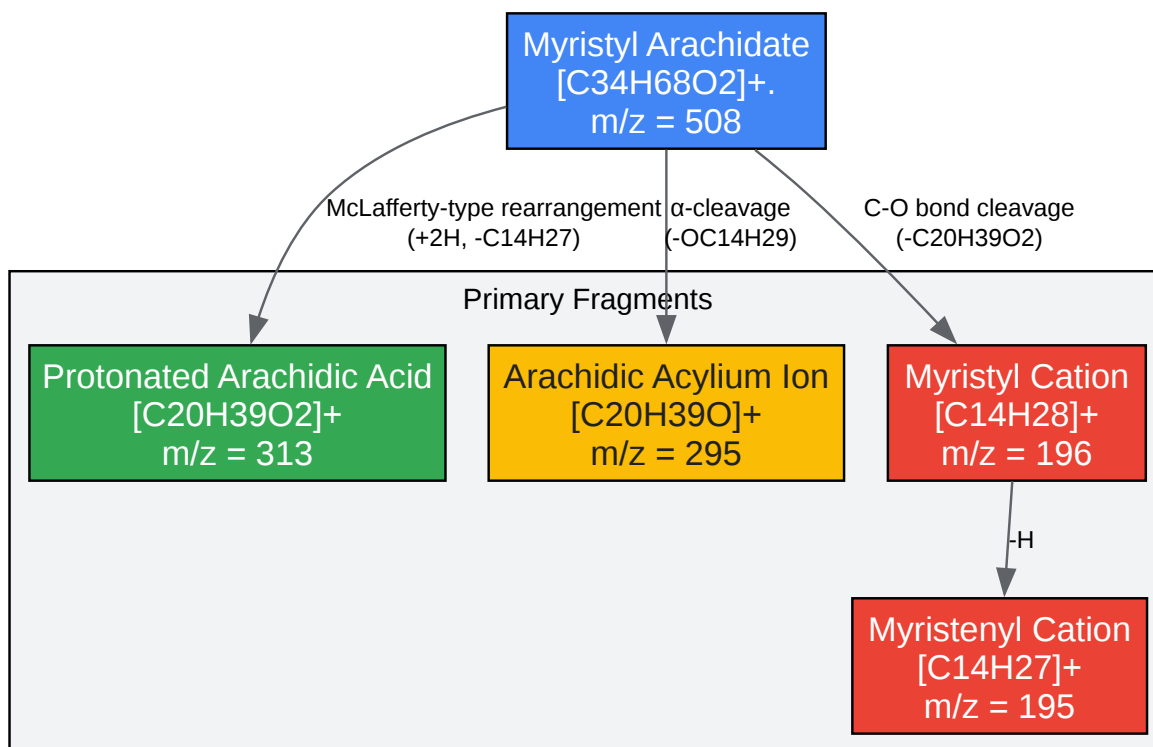 Myristyl Arachidate
[C34H68O2]+.
m/z = 508
McLafferty-type rearrangement
(+2H, -C14H27)
α-cleavage
(-OC14H29)
C-O bond cleavage
(-C20H39O2)
Primary Fragments
Protonated Arachidic Acid
[C20H39O2]+
m/z = 313
Arachidic Acylium Ion
[C20H39O]+
m/z = 295
Myristyl Cation
[C14H28]+
m/z = 196
-H
Myristenyl Cation
[C14H27]+
m/z = 195